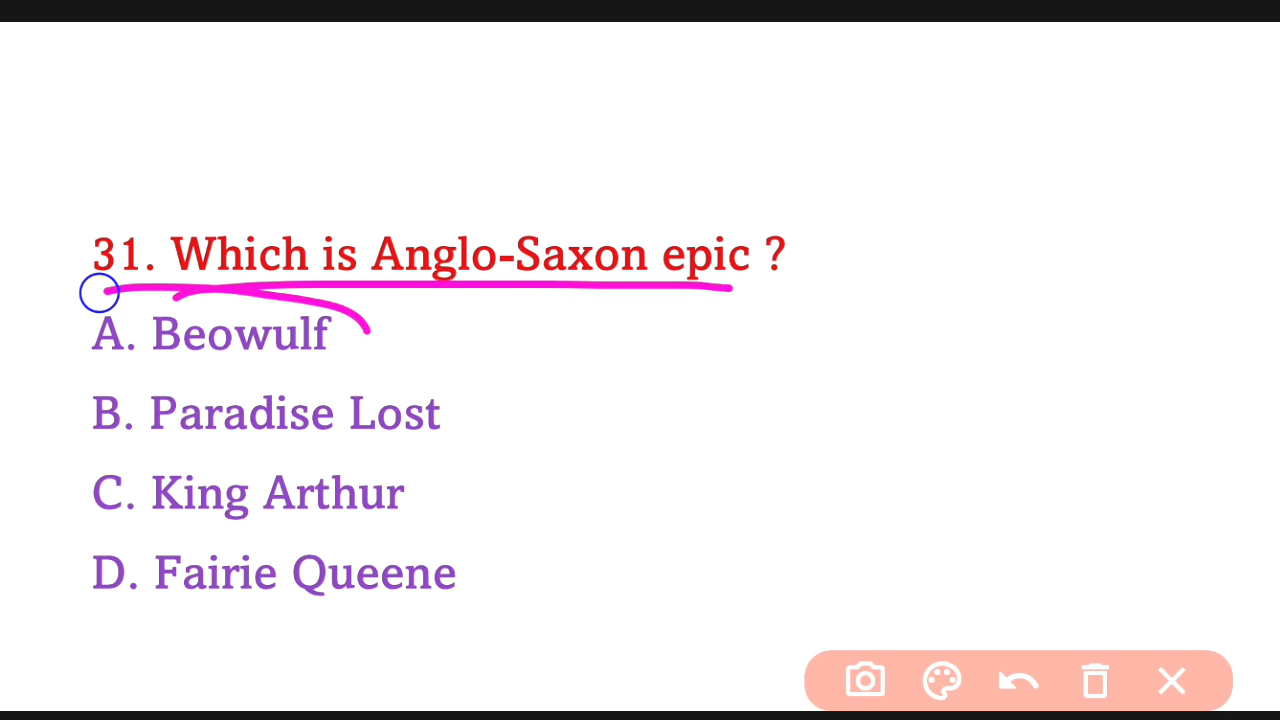 31. Which is Anglo-Saxon epic ?
A. Beowulf
B. Paradise Lost
C. King Arthur
D. Fairie Queene